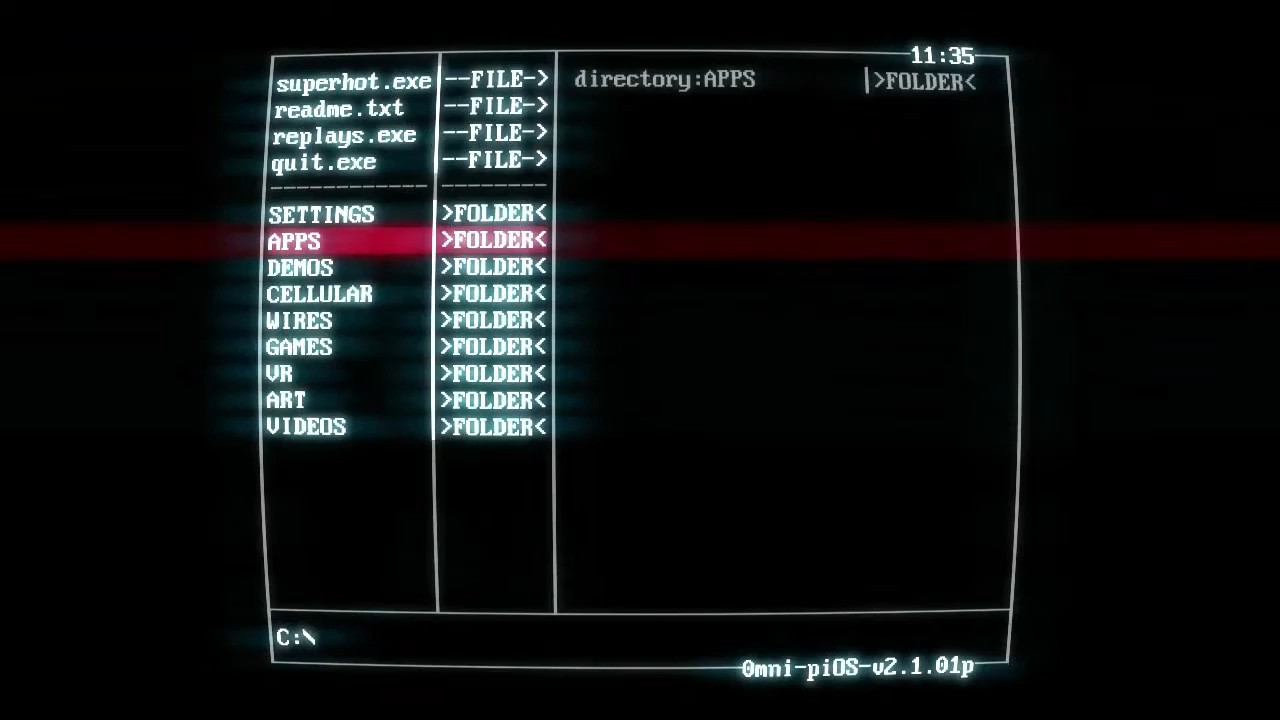 11:35
superhot.exe --FILE-> directory:APPS |>FOLDER<
readme.txt --FILE->
replays.exe --FILE->
quit.exe --FILE->
------------ --------
SETTINGS >FOLDER<
APPS >FOLDER<
DEMOS >FOLDER<
CELLULAR >FOLDER<
WIRES >FOLDER<
GAMES >FOLDER<
VR >FOLDER<
ART >FOLDER<
VIDEOS >FOLDER<
C:\
0mni-piOS-v2.1.01p